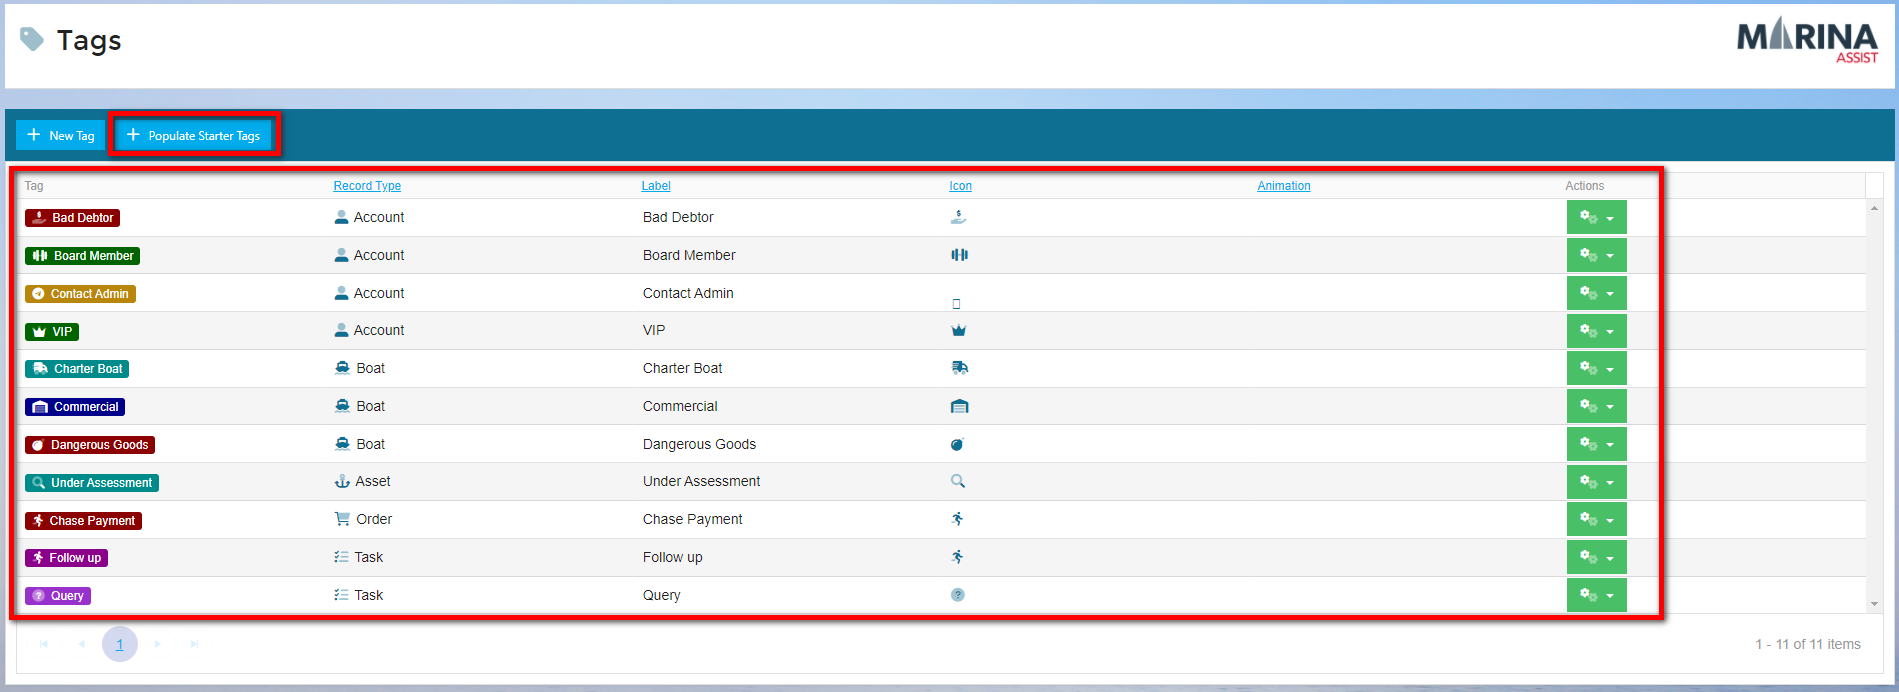 Tags
MARINA
ASSIST
New Tag
Populate Starter Tags
Tag Record Type Label Icon Animation Actions
Bad Debtor Account Bad Debtor
Board Member Account Board Member
Contact Admin Account Contact Admin
VIP Account VIP
Charter Boat Boat Charter Boat
Commercial Boat Commercial
Dangerous Goods Boat Dangerous Goods
Under Assessment Asset Under Assessment
Chase Payment Order Chase Payment
Follow up Task Follow up
Query Task Query
1
1 - 11 of 11 items